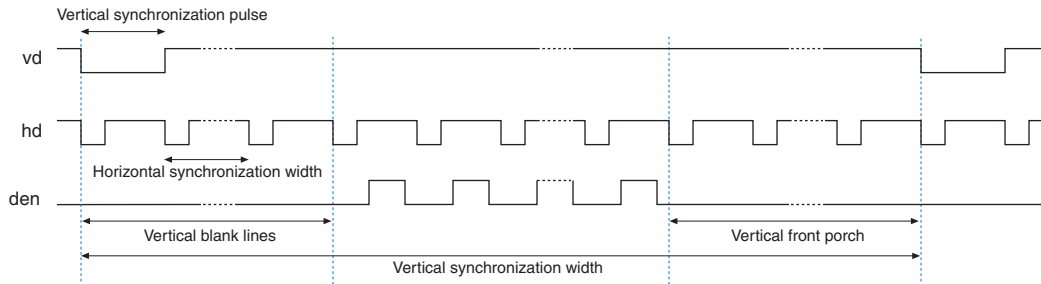 Vertical synchronization pulse
vd
hd
Horizontal synchronization width
den
Vertical blank lines
Vertical front porch
Vertical synchronization width